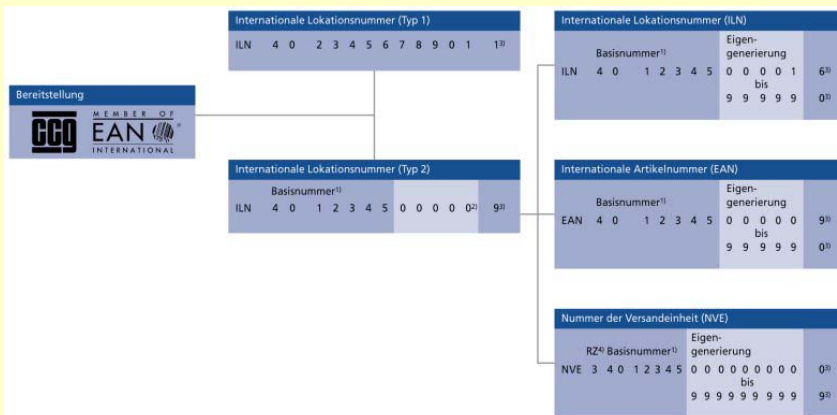 Bereitstellung
CCG
MEMBER OF
EAN
INTERNATIONAL
Internationale Lokationsnummer (Typ 1)
ILN 4 0 2 3 4 5 6 7 8 9 0 1 1³⁾
Internationale Lokationsnummer (Typ 2)
Basisnummer¹⁾
ILN 4 0 1 2 3 4 5 0 0 0 0 0²⁾ 9³⁾
Internationale Lokationsnummer (ILN)
Eigen-
Basisnummer¹⁾ generierung
ILN 4 0 1 2 3 4 5 0 0 0 0 1 6³⁾
bis
9 9 9 9 9 0³⁾
Internationale Artikelnummer (EAN)
Eigen-
Basisnummer¹⁾ generierung
EAN 4 0 1 2 3 4 5 0 0 0 0 0 9³⁾
bis
9 9 9 9 9 0³⁾
Nummer der Versandeinheit (NVE)
Eigen-
RZ⁴⁾ Basisnummer¹⁾ generierung
NVE 3 4 0 1 2 3 4 5 0 0 0 0 0 0 0 0 0 0³⁾
bis
9 9 9 9 9 9 9 9 9 9³⁾